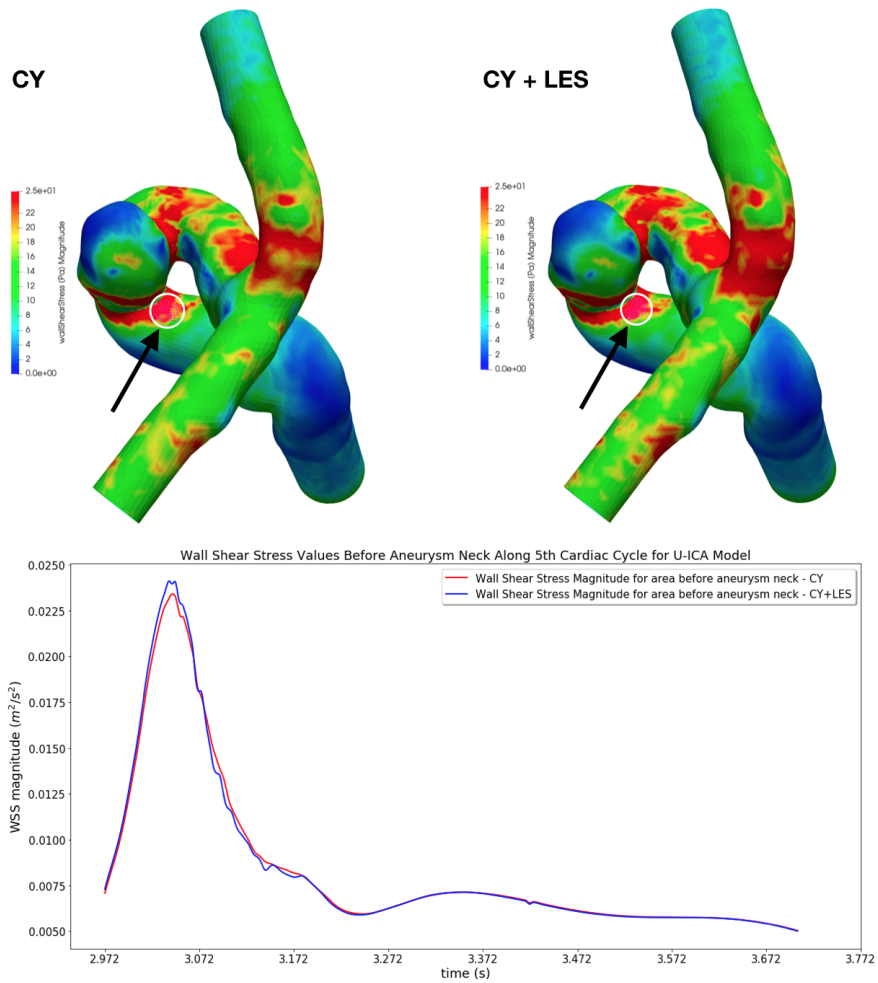 CY
CY + LES
2.5e+01
22
20
18
16
14
12
10
8
6
4
2
0.0e+00
wallShearStress (Pa) Magnitude
2.5e+01
22
20
18
16
14
12
10
8
6
4
2
0.0e+00
wallShearStress (Pa) Magnitude
Wall Shear Stress Values Before Aneurysm Neck Along 5th Cardiac Cycle for U-ICA Model
Wall Shear Stress Magnitude for area before aneurysm neck - CY
Wall Shear Stress Magnitude for area before aneurysm neck - CY+LES
WSS magnitude (m²/s²)
0.0250
0.0225
0.0200
0.0175
0.0150
0.0125
0.0100
0.0075
0.0050
2.972 3.072 3.172 3.272 3.372 3.472 3.572 3.672 3.772
time (s)